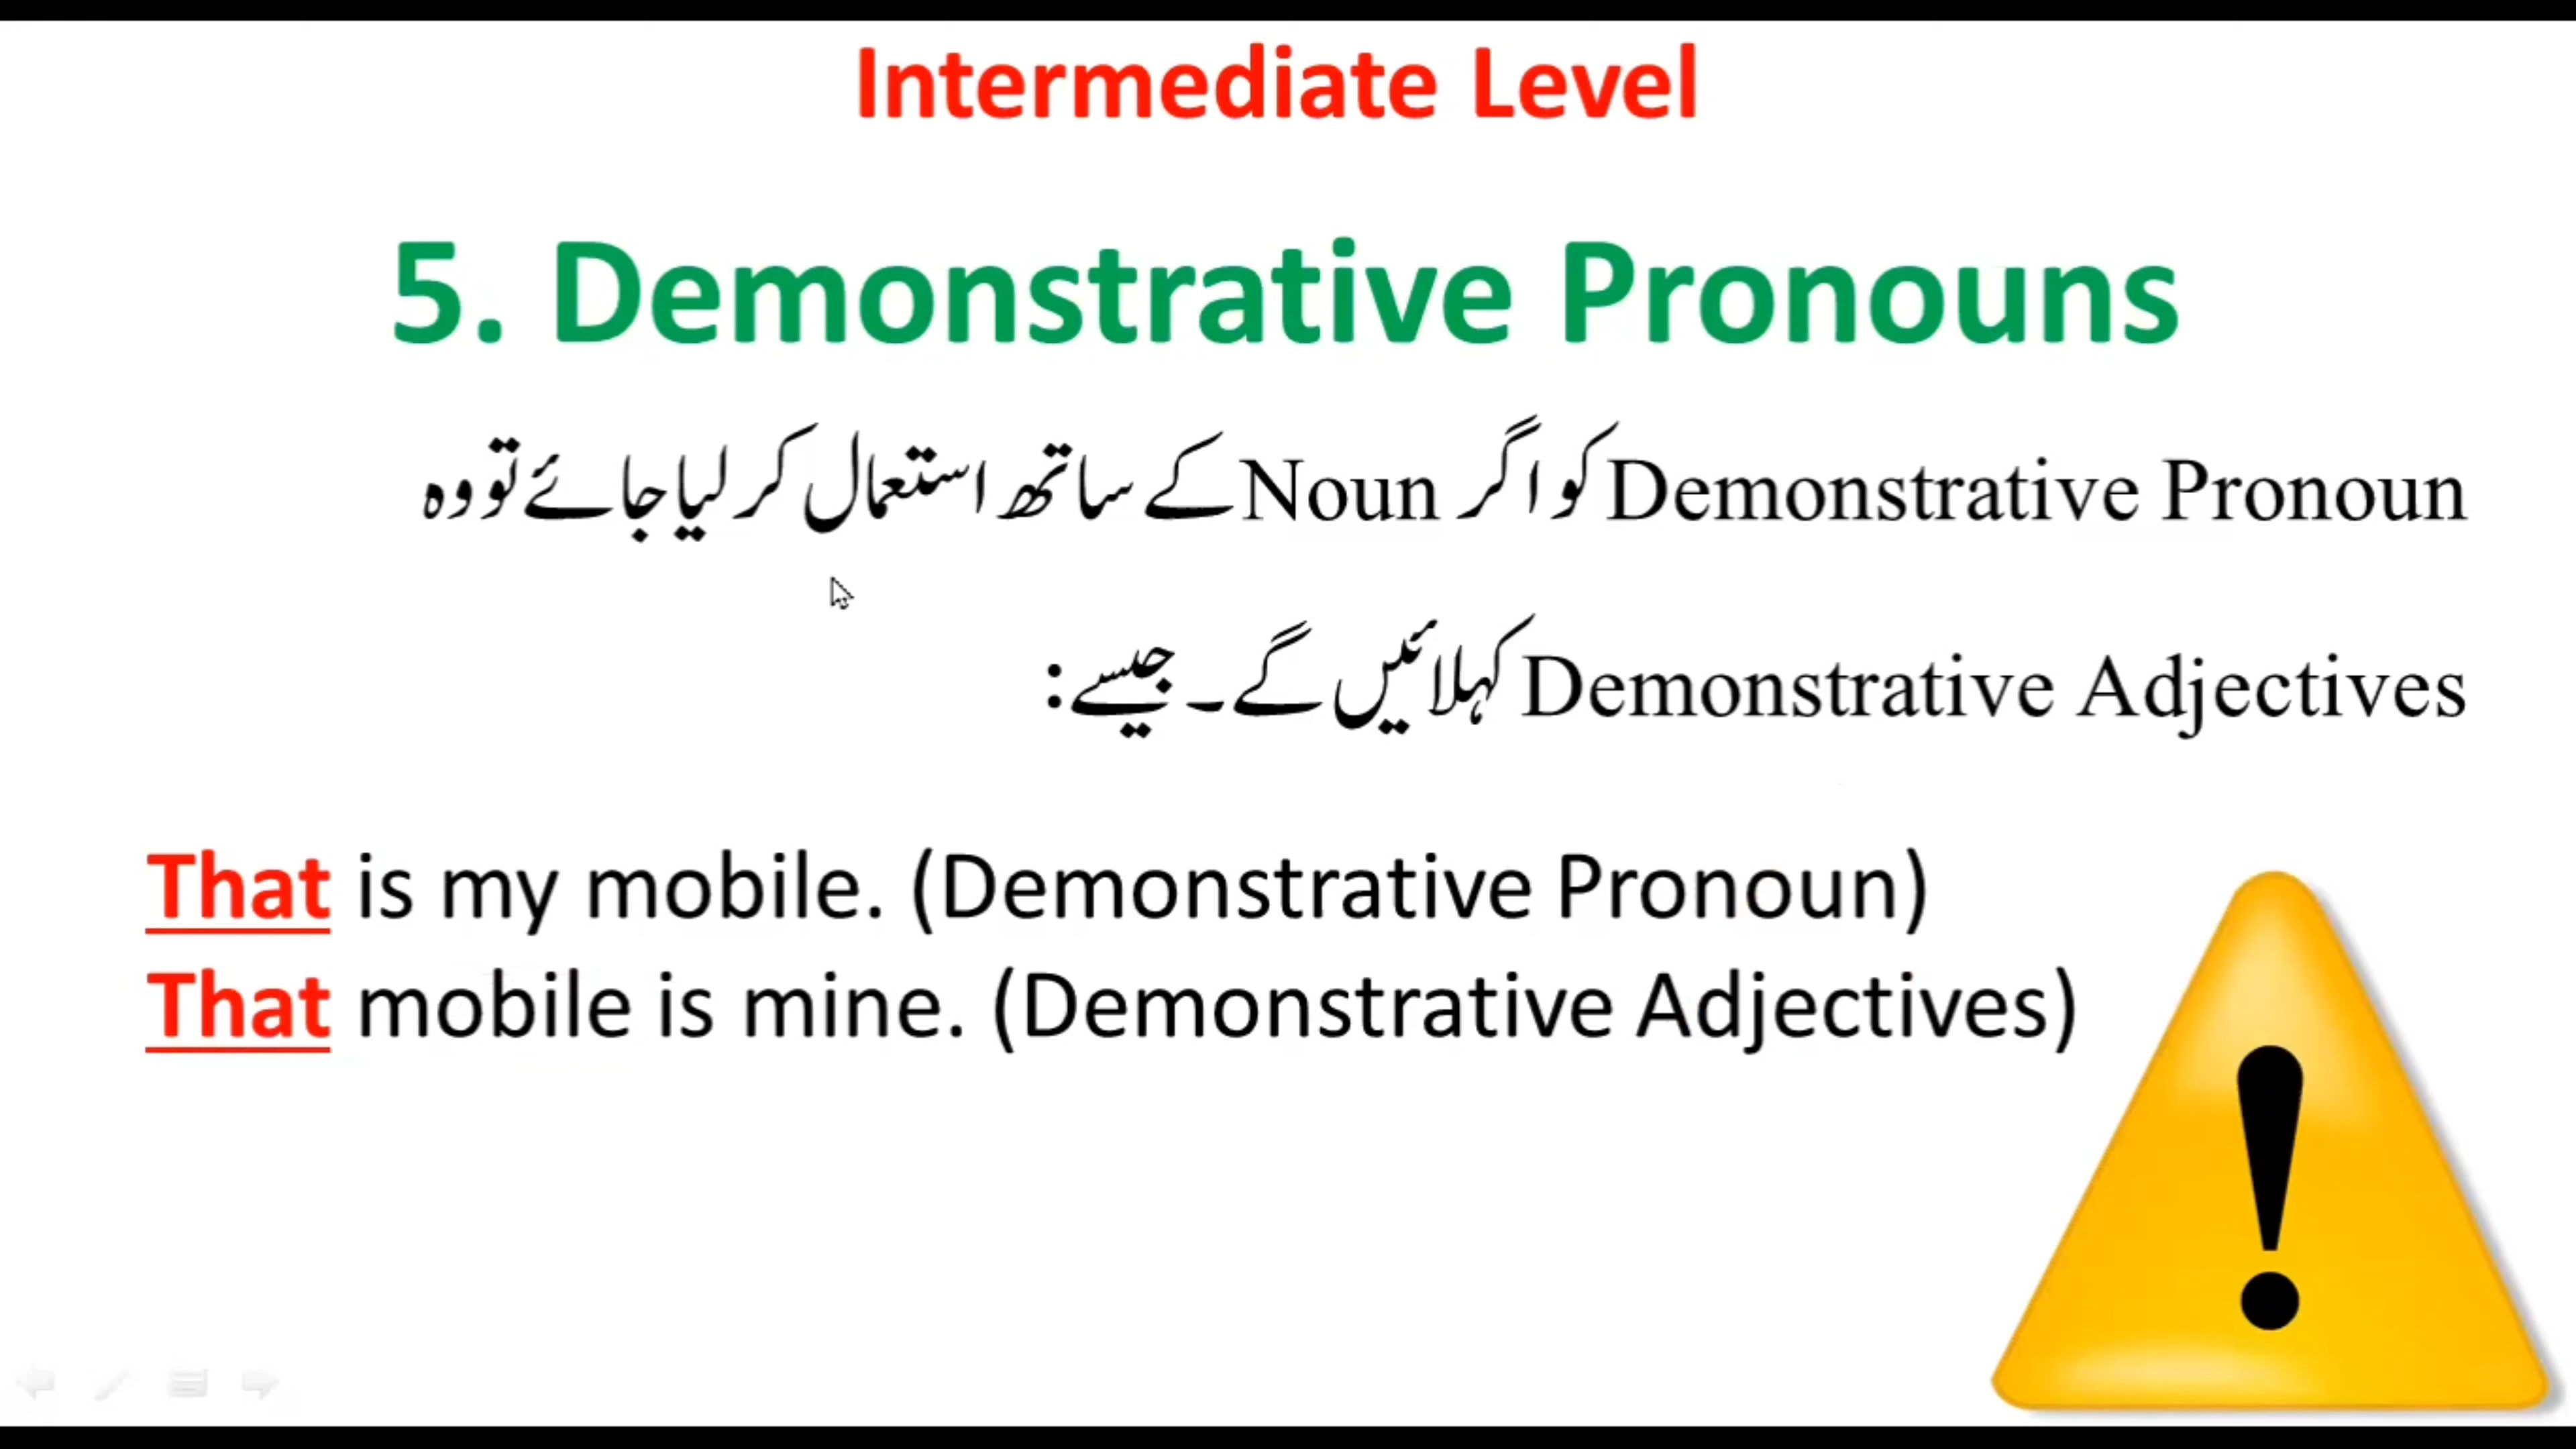 Intermediate Level
5. Demonstrative Pronouns
Demonstrative Pronoun کو اگر Noun کے ساتھ استعمال کر لیا جائے تو وہ
Demonstrative Adjectives کہلائیں گے۔ جیسے:
That is my mobile. (Demonstrative Pronoun)
That mobile is mine. (Demonstrative Adjectives)